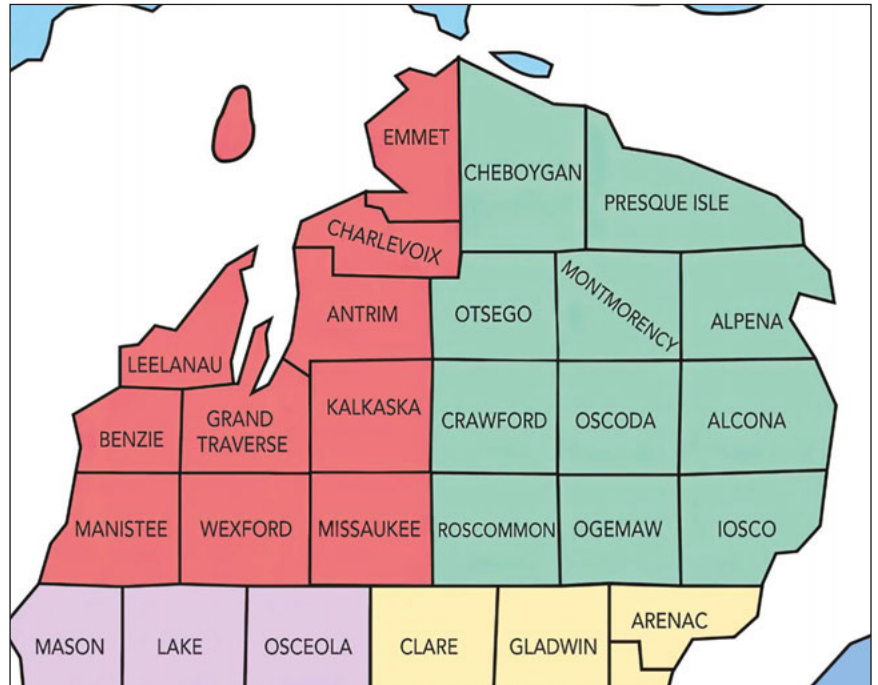 EMMET
CHEBOYGAN
PRESQUE ISLE
CHARLEVOIX
ANTRIM
OTSEGO
MONTMORENCY
ALPENA
LEELANAU
BENZIE
GRAND
TRAVERSE
KALKASKA
CRAWFORD
OSCODA
ALCONA
MANISTEE
WEXFORD
MISSAUKEE
ROSCOMMON
OGEMAW
IOSCO
MASON
LAKE
OSCEOLA
CLARE
GLADWIN
ARENAC